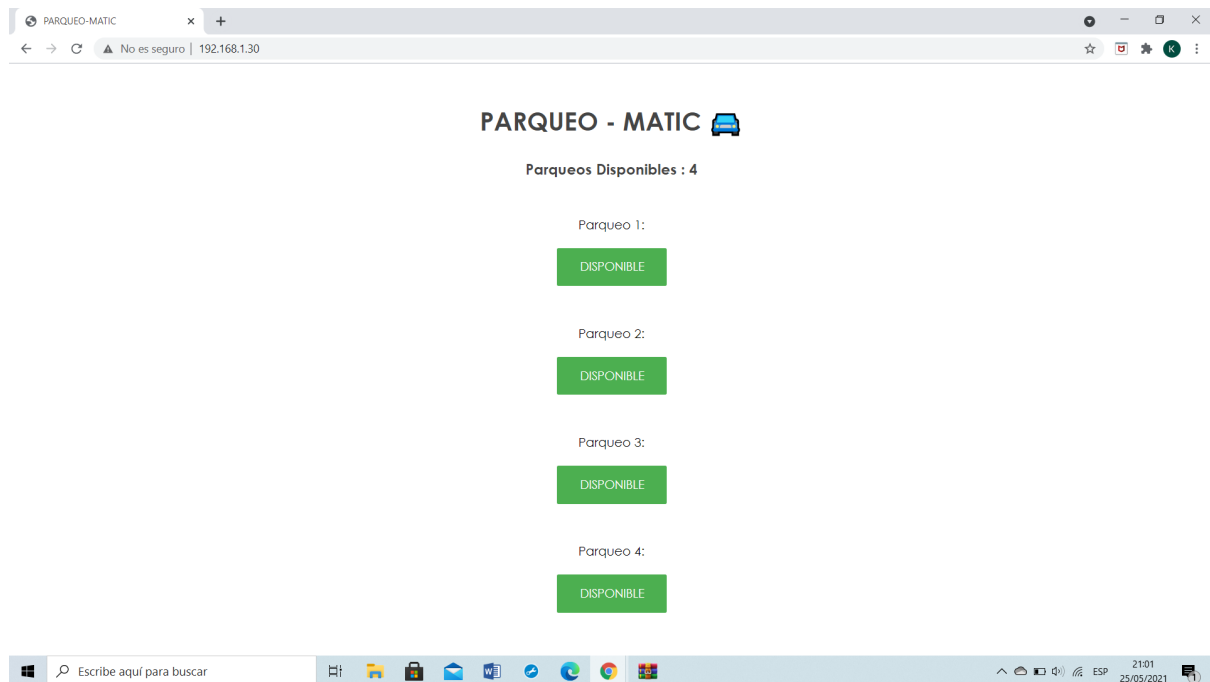 PARQUEO-MATIC
No es seguro | 192.168.1.30
K
PARQUEO - MATIC
Parqueos Disponibles : 4
Parqueo 1:
DISPONIBLE
Parqueo 2:
DISPONIBLE
Parqueo 3:
DISPONIBLE
Parqueo 4:
DISPONIBLE
Escribe aquí para buscar
ESP
21:01
25/05/2021
1